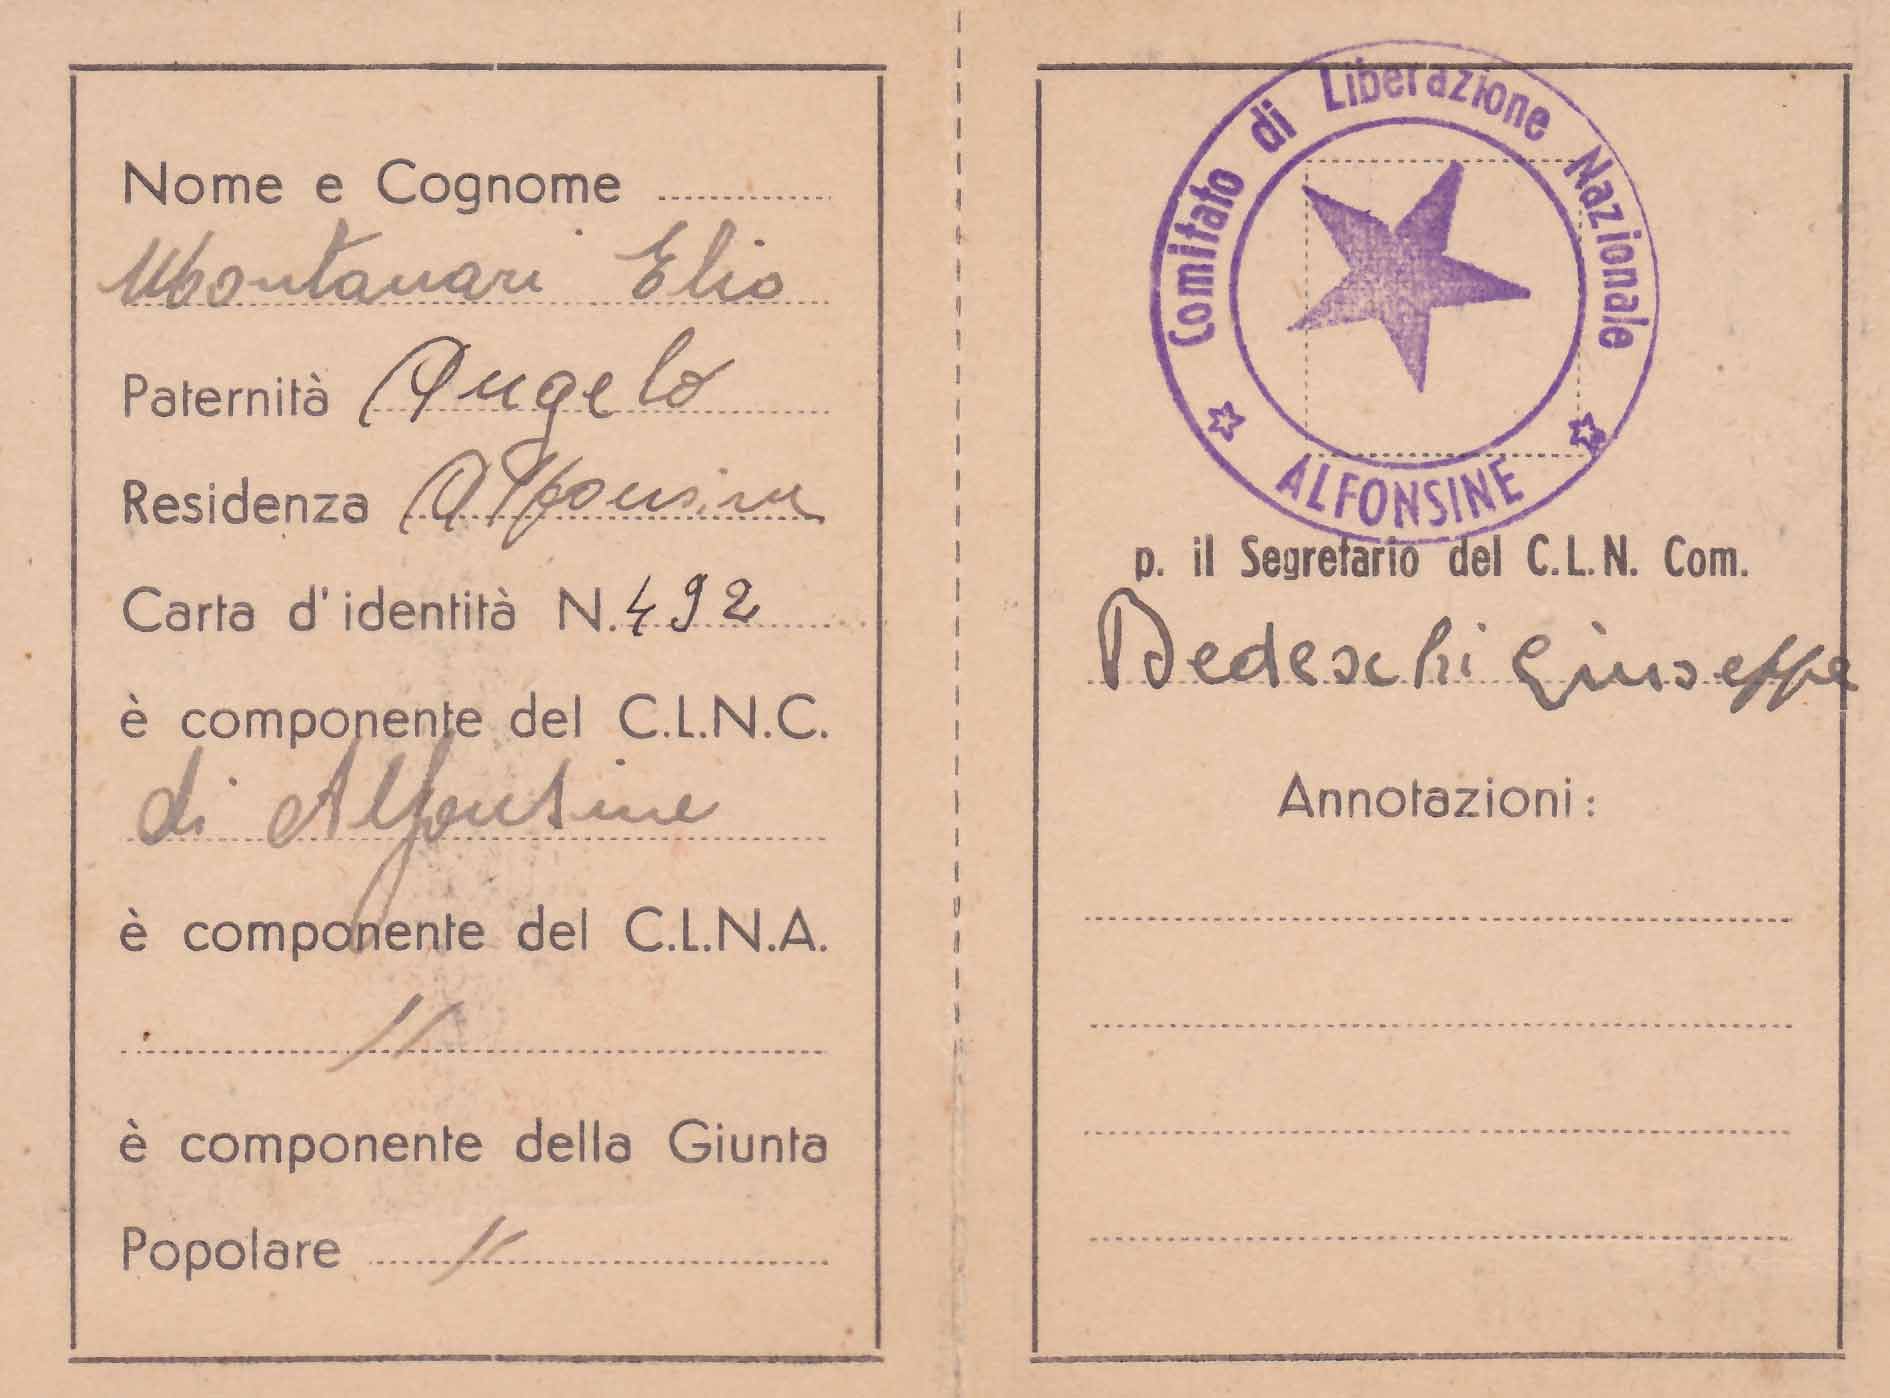 Nome e Cognome
Montanari Elio
Paternità Angelo
Residenza Alfonsine
Carta d'identità N. 492
è componente del C.L.N.C.
di Alfonsine
è componente del C.L.N.A.
//
è componente della Giunta
Popolare //
Comitato di Liberazione Nazionale
ALFONSINE
p. il Segretario del C.L.N. Com.
Dedeschi Giuseppe
Annotazioni: